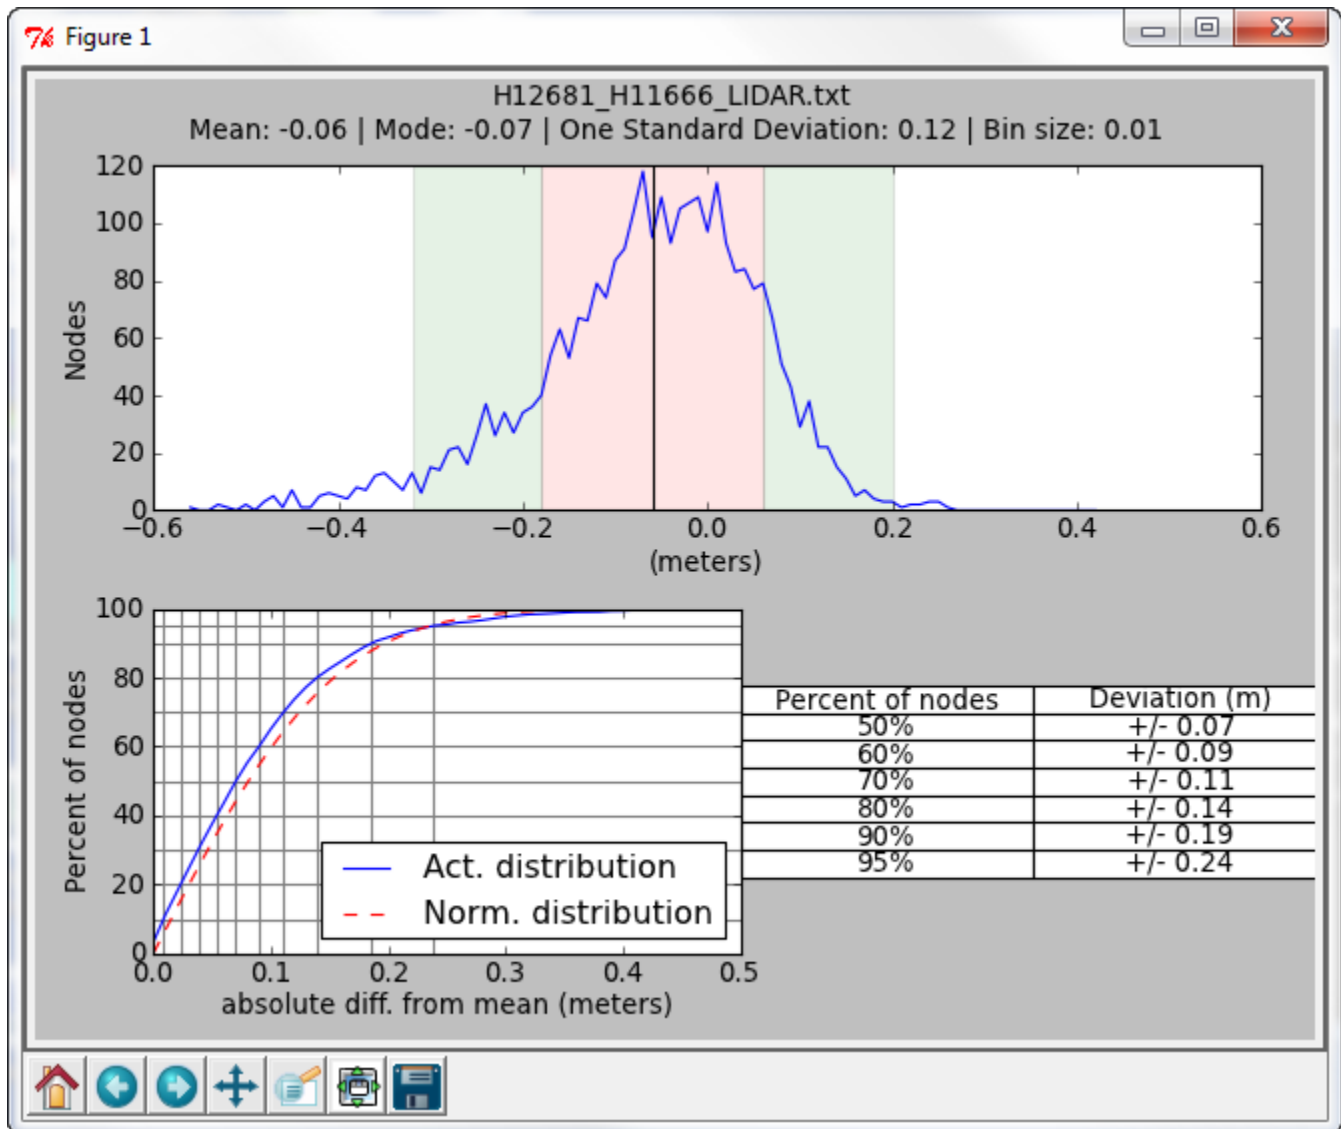 Figure 1
H12681_H11666_LIDAR.txt
Mean: -0.06 | Mode: -0.07 | One Standard Deviation: 0.12 | Bin size: 0.01
120
100
80
60
40
20
0
Nodes
−0.6 −0.4 −0.2 0.0 0.2 0.4 0.6
(meters)
100
80
60
40
20
0
Percent of nodes
Act. distribution
Norm. distribution
0.0 0.1 0.2 0.3 0.4 0.5
absolute diff. from mean (meters)
Percent of nodes Deviation (m)
50% +/- 0.07
60% +/- 0.09
70% +/- 0.11
80% +/- 0.14
90% +/- 0.19
95% +/- 0.24